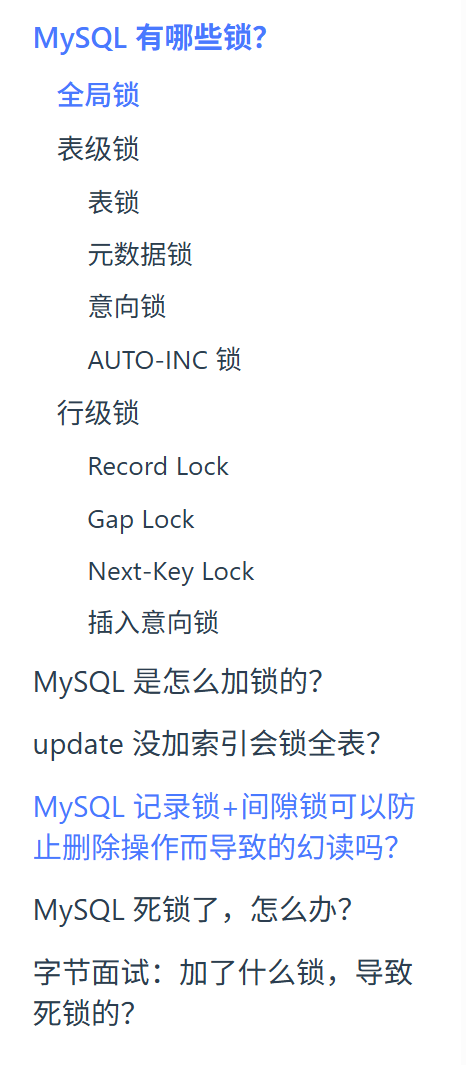 MySQL 有哪些锁？
全局锁
表级锁
表锁
元数据锁
意向锁
AUTO-INC 锁
行级锁
Record Lock
Gap Lock
Next-Key Lock
插入意向锁
MySQL 是怎么加锁的？
update 没加索引会锁全表？
MySQL 记录锁+间隙锁可以防
止删除操作而导致的幻读吗？
MySQL 死锁了，怎么办？
字节面试：加了什么锁，导致
死锁的？